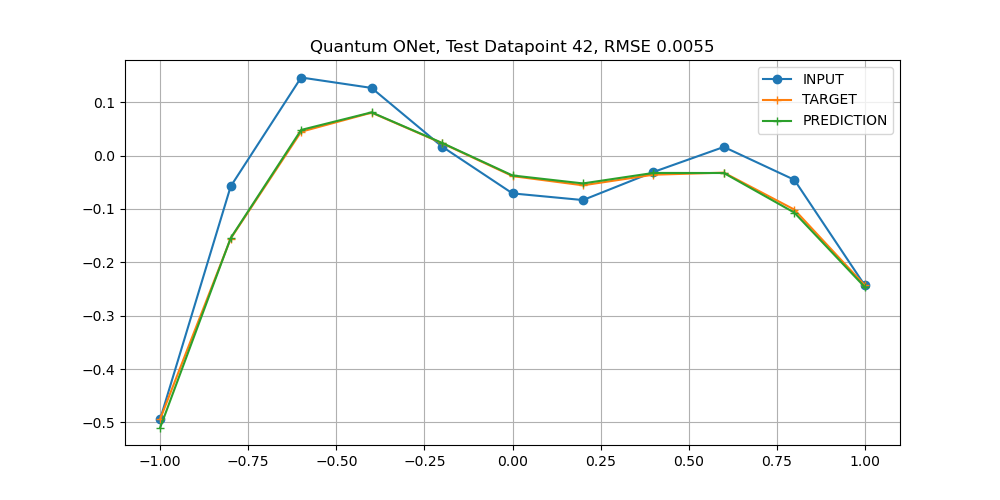 Quantum ONet, Test Datapoint 42, RMSE 0.0055
INPUT
TARGET
PREDICTION
0.1
0.0
−0.1
−0.2
−0.3
−0.4
−0.5
−1.00 −0.75 −0.50 −0.25 0.00 0.25 0.50 0.75 1.00